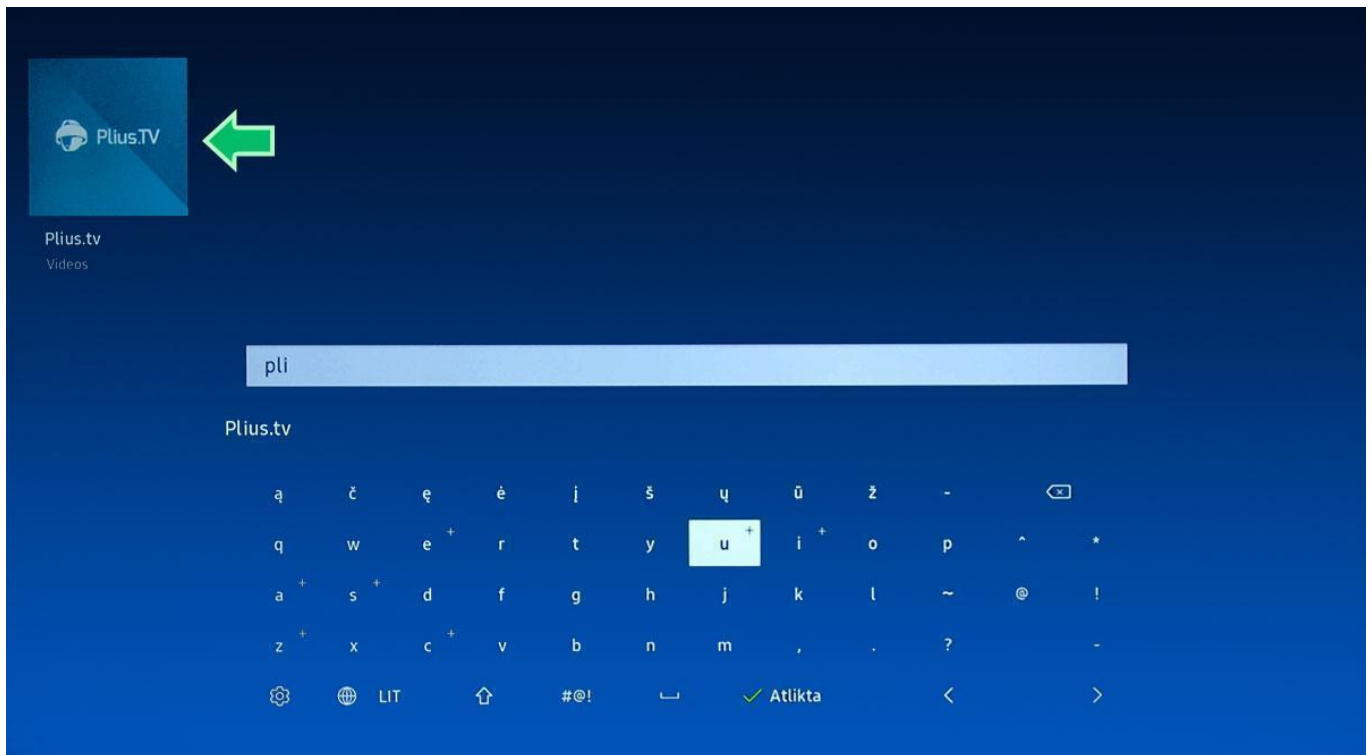 Plius.TV
Plius.tv
Videos
pli
Plius.tv
ą č ę ė į š ų ū ž -
q w e + r t y u + i + o p ^ *
a + s + d f g h j k l ~ @ !
z + x c + v b n m , . ? -
LIT #@! Atlikta < >